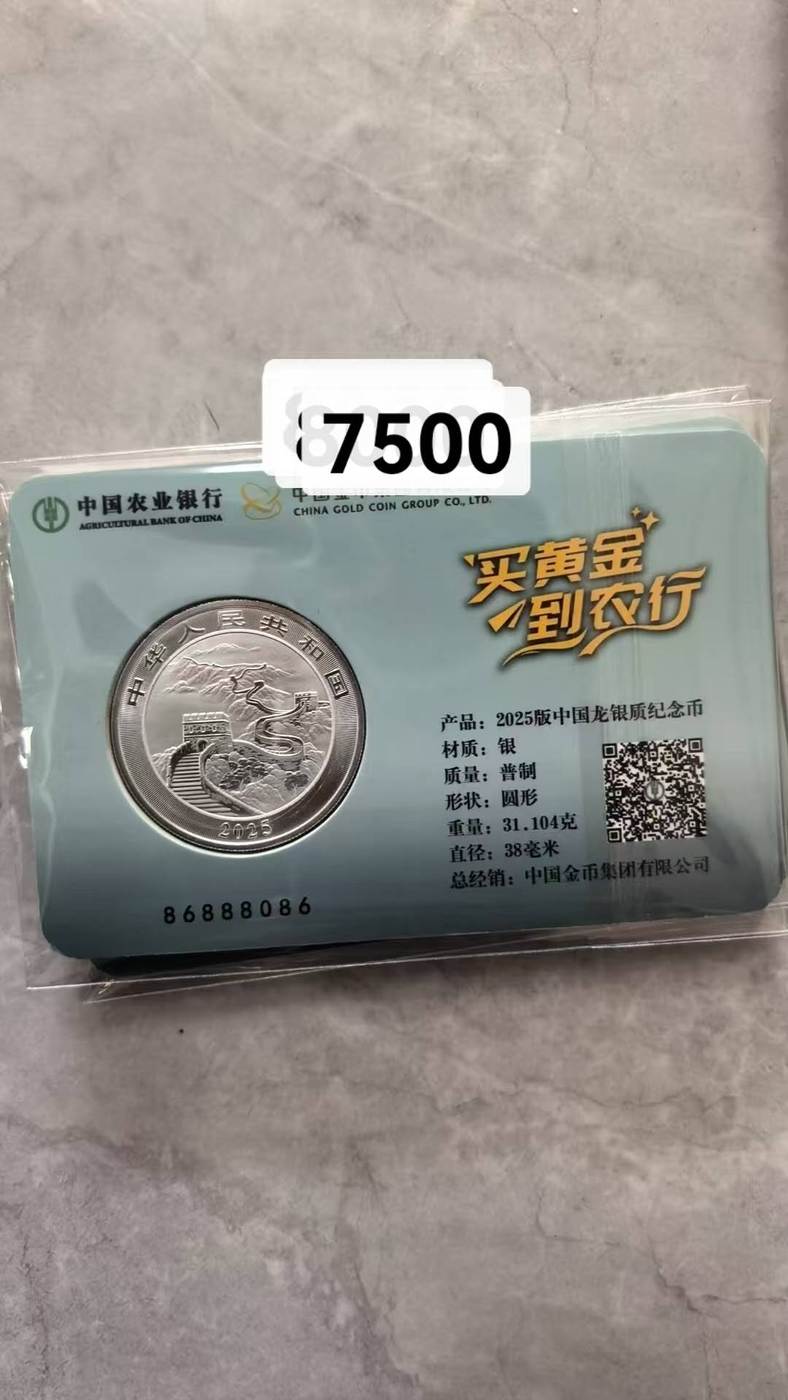 7500
中国农业银行
AGRICULTURAL BANK OF CHINA
CHINA GOLD COIN GROUP CO., LTD.
买黄金
到农行
中华人民共和国
2025
产品：2025版中国龙银质纪念币
材质：银
质量：普制
形状：圆形
重量：31.104克
直径：38毫米
总经销：中国金币集团有限公司
86888086